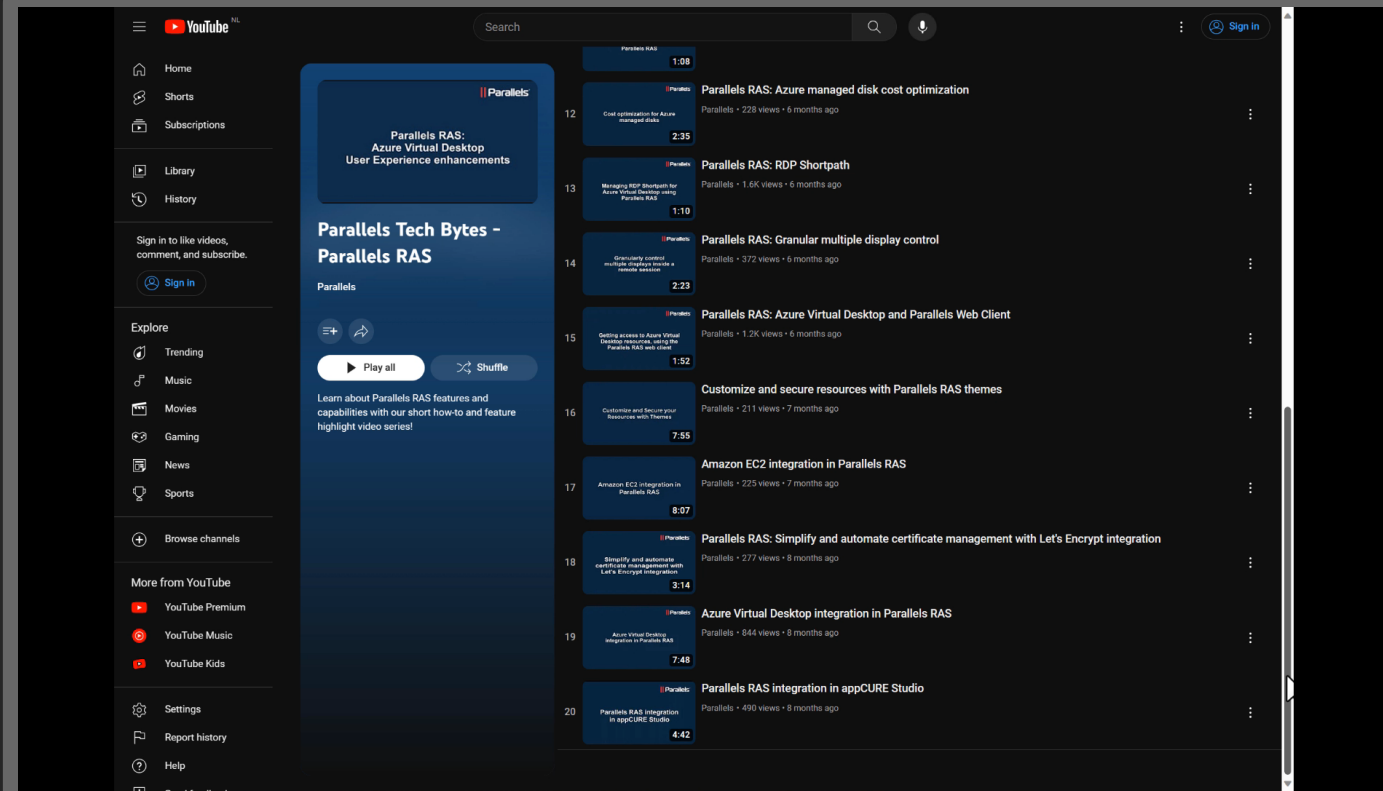 YouTube NL
Search
Sign in
Home
Shorts
Subscriptions
Library
History
Sign in to like videos,
comment, and subscribe.
Sign in
Explore
Trending
Music
Movies
Gaming
News
Sports
Browse channels
More from YouTube
YouTube Premium
YouTube Music
YouTube Kids
Settings
Report history
Help
Parallels
Parallels RAS:
Azure Virtual Desktop
User Experience enhancements
Parallels Tech Bytes -
Parallels RAS
Parallels
Play all
Shuffle
Learn about Parallels RAS features and
capabilities with our short how-to and feature
highlight video series!
Parallels RAS
1:08
12
Parallels
Cost optimization for Azure
managed disks
2:35
Parallels RAS: Azure managed disk cost optimization
Parallels • 228 views • 6 months ago
13
Parallels
Managing RDP Shortpath for
Azure Virtual Desktop using
Parallels RAS
1:10
Parallels RAS: RDP Shortpath
Parallels • 1.6K views • 6 months ago
14
Parallels
Granularly control
multiple displays inside a
remote session
2:23
Parallels RAS: Granular multiple display control
Parallels • 372 views • 6 months ago
15
Parallels
Getting access to Azure Virtual
Desktop resources, using the
Parallels RAS web client
1:52
Parallels RAS: Azure Virtual Desktop and Parallels Web Client
Parallels • 1.2K views • 6 months ago
16
Customize and Secure your
Resources with Themes
7:55
Customize and secure resources with Parallels RAS themes
Parallels • 211 views • 7 months ago
17
Amazon EC2 integration in
Parallels RAS
8:07
Amazon EC2 integration in Parallels RAS
Parallels • 225 views • 7 months ago
18
Parallels
Simplify and automate
certificate management with
Let's Encrypt integration
3:14
Parallels RAS: Simplify and automate certificate management with Let's Encrypt integration
Parallels • 277 views • 8 months ago
19
Parallels
Azure Virtual Desktop
integration in Parallels RAS
7:48
Azure Virtual Desktop integration in Parallels RAS
Parallels • 844 views • 8 months ago
20
Parallels
Parallels RAS integration
in appCURE Studio
4:42
Parallels RAS integration in appCURE Studio
Parallels • 490 views • 8 months ago